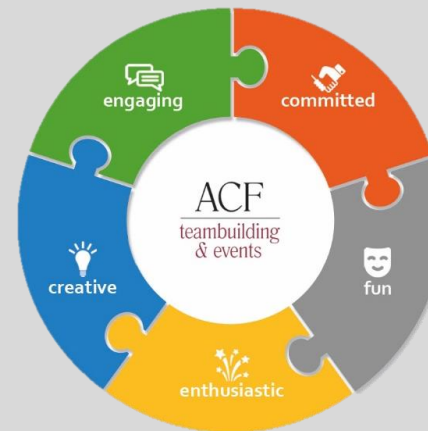 engaging
committed
ACF
teambuilding
& events
creative
fun
enthusiastic